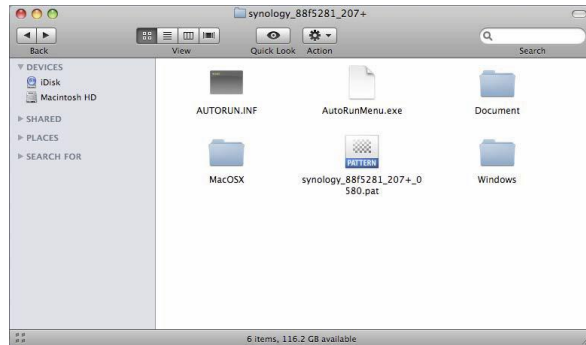 synology_88f5281_207+
Back
View
Quick Look
Action
Search
DEVICES
iDisk
Macintosh HD
SHARED
PLACES
SEARCH FOR
AUTORUN.INF
AutoRunMenu.exe
Document
MacOSX
PATTERN
synology_88f5281_207+_0
580.pat
Windows
6 items, 116.2 GB available